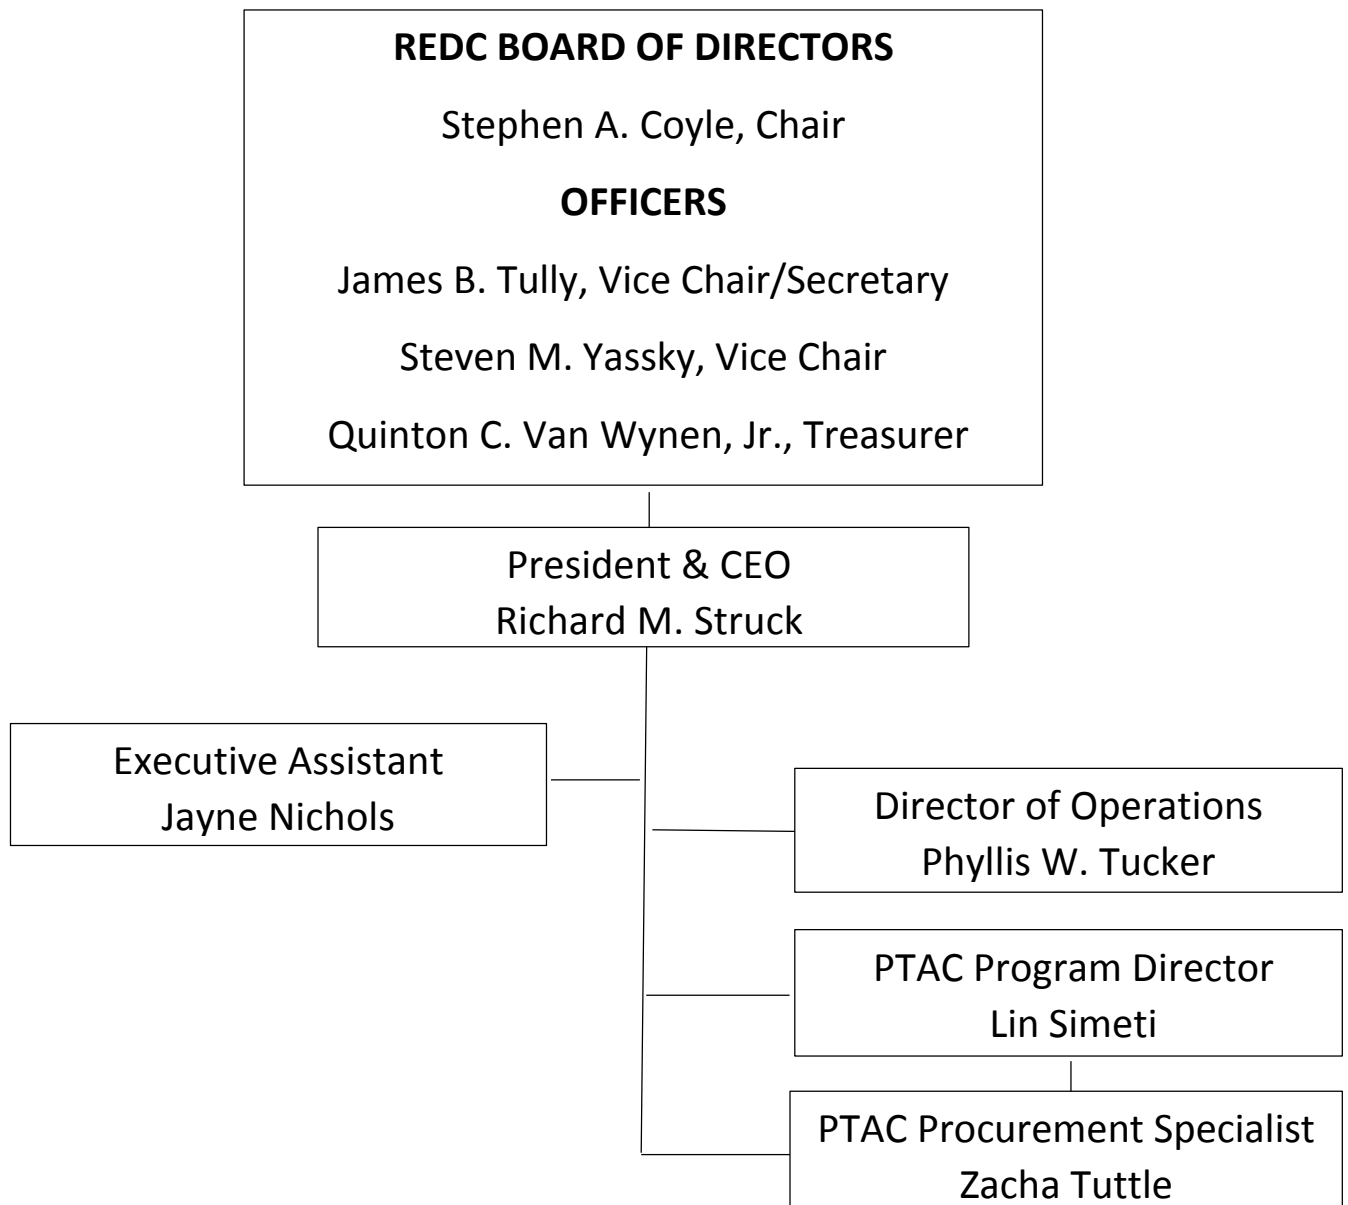 REDC BOARD OF DIRECTORS
Stephen A. Coyle, Chair
OFFICERS
James B. Tully, Vice Chair/Secretary
Steven M. Yassky, Vice Chair
Quinton C. Van Wynen, Jr., Treasurer
President & CEO
Richard M. Struck
Executive Assistant
Jayne Nichols
Director of Operations
Phyllis W. Tucker
PTAC Program Director
Lin Simeti
PTAC Procurement Specialist
Zacha Tuttle